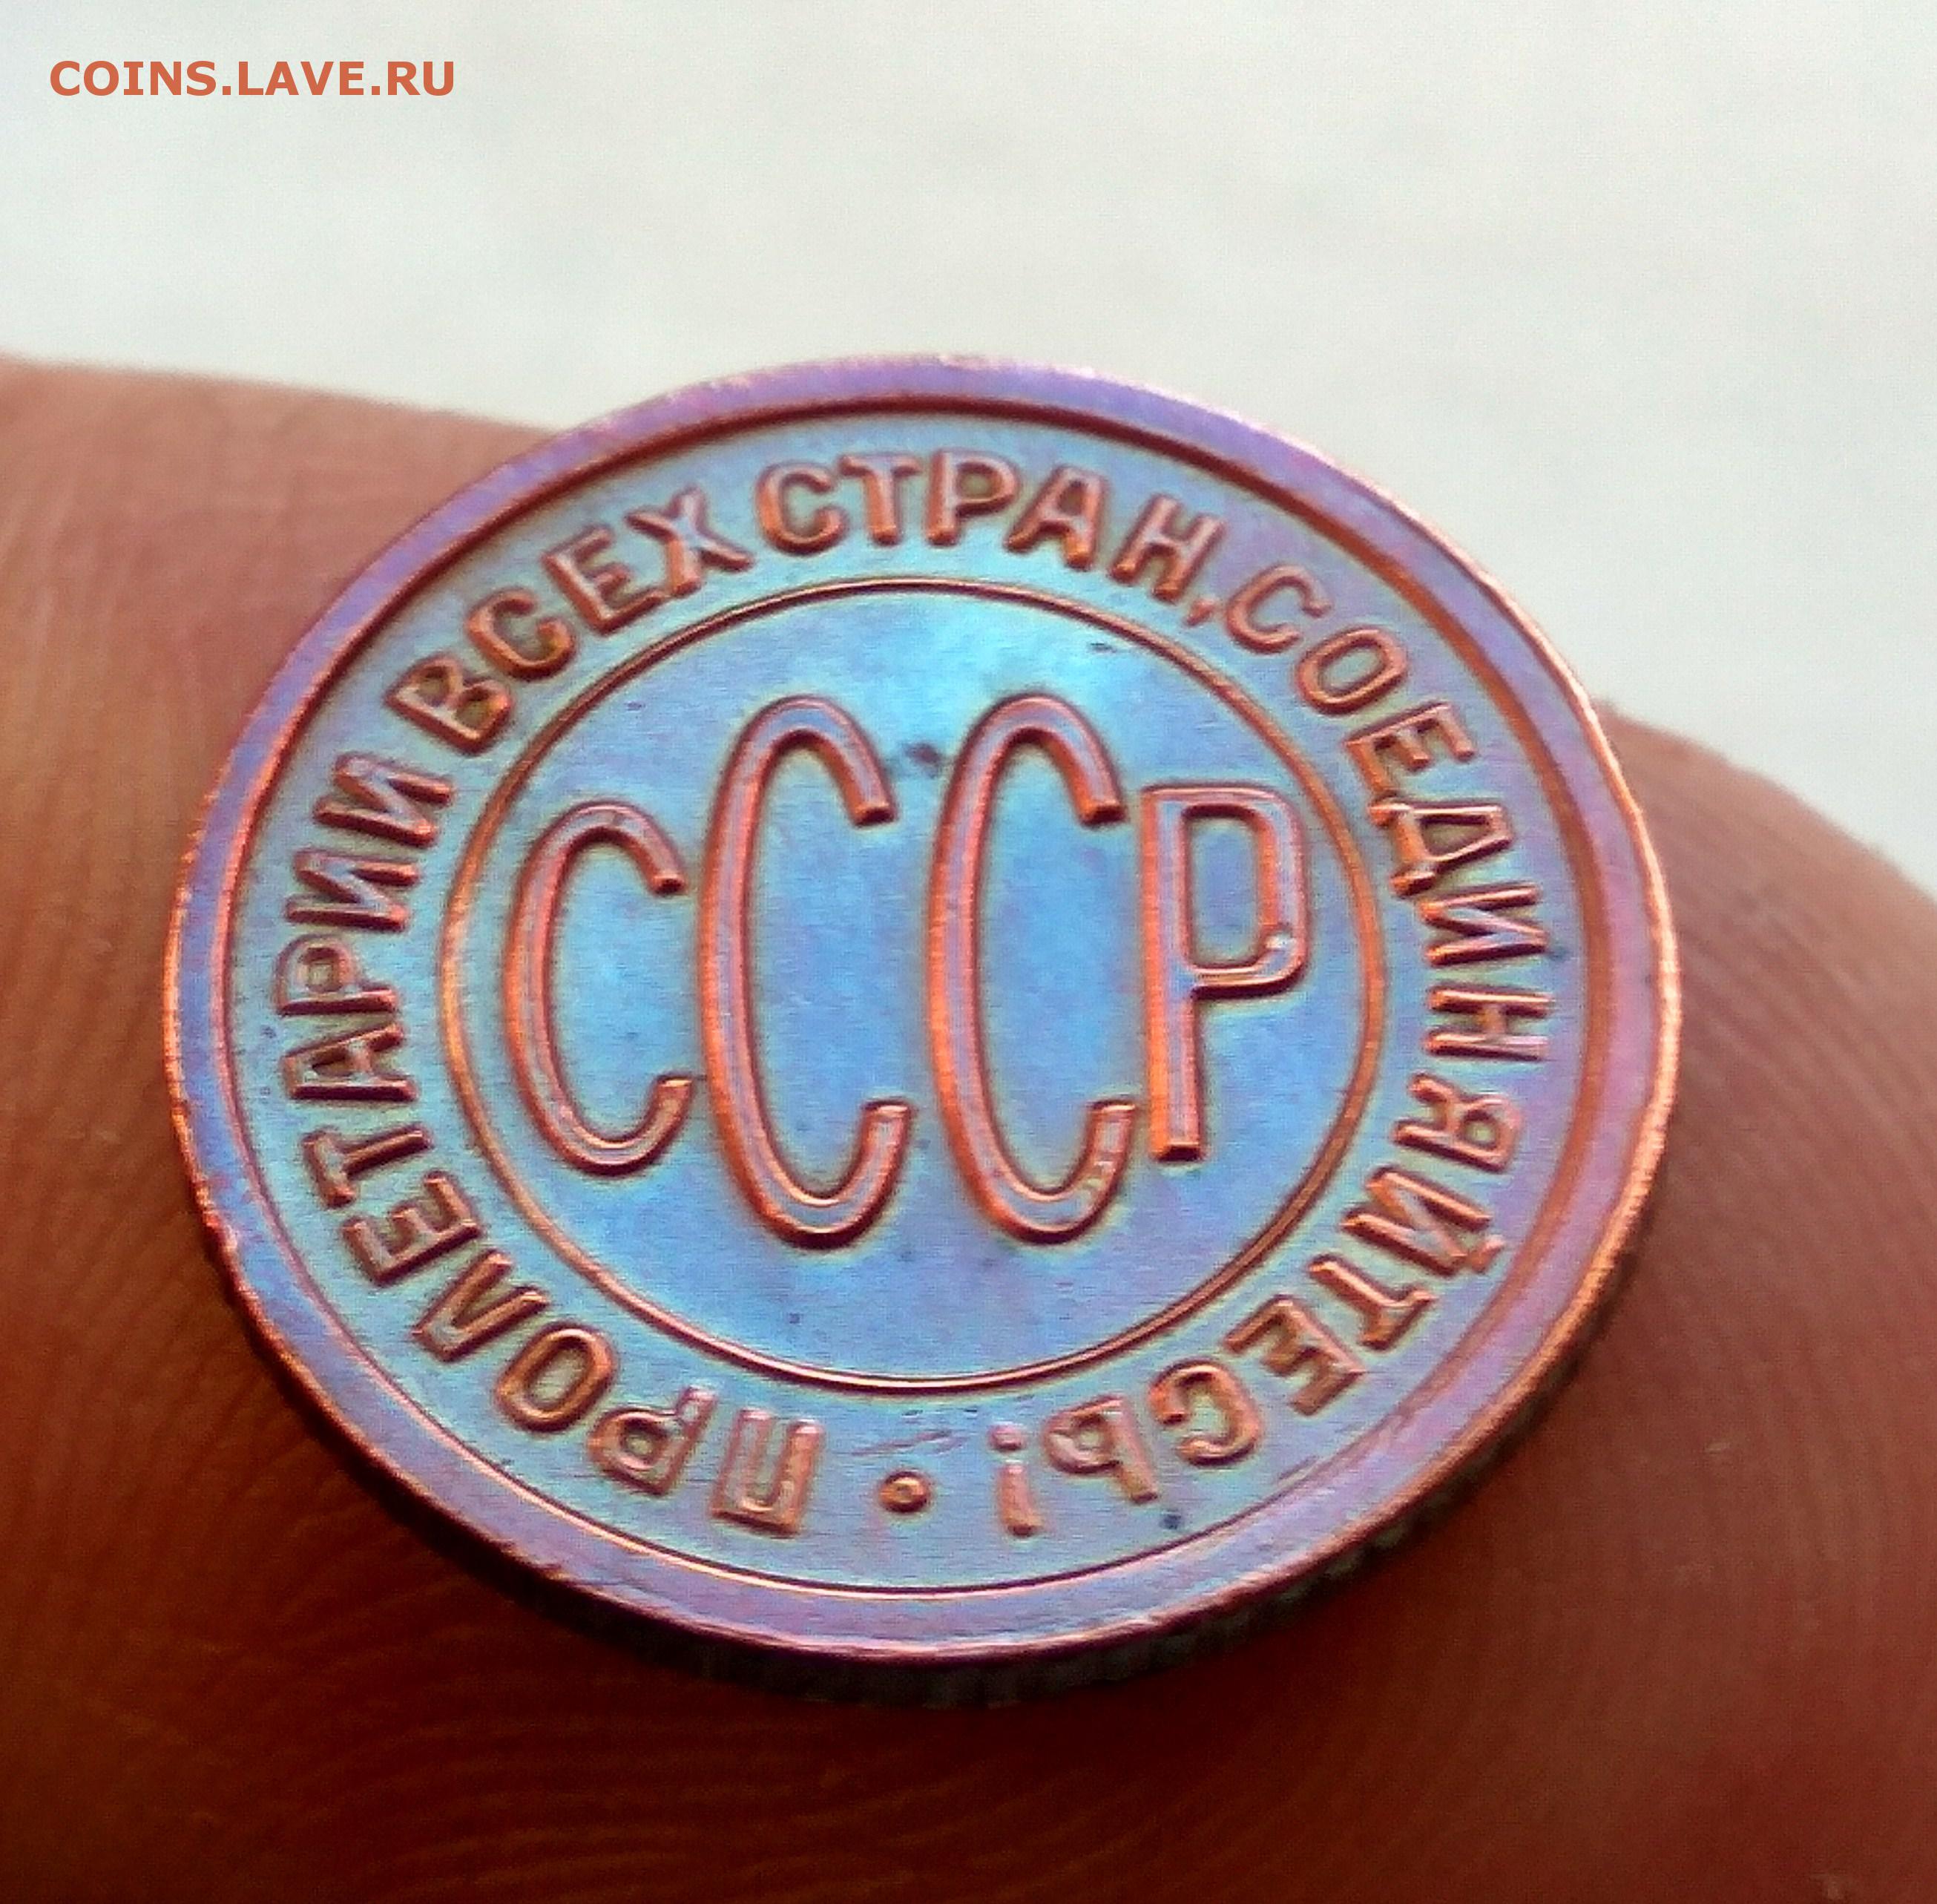 COINS.LAVE.RU
ПРОЛЕТАРИИ ВСЕХ СТРАН, СОЕДИНЯЙТЕСЬ! •
СССР